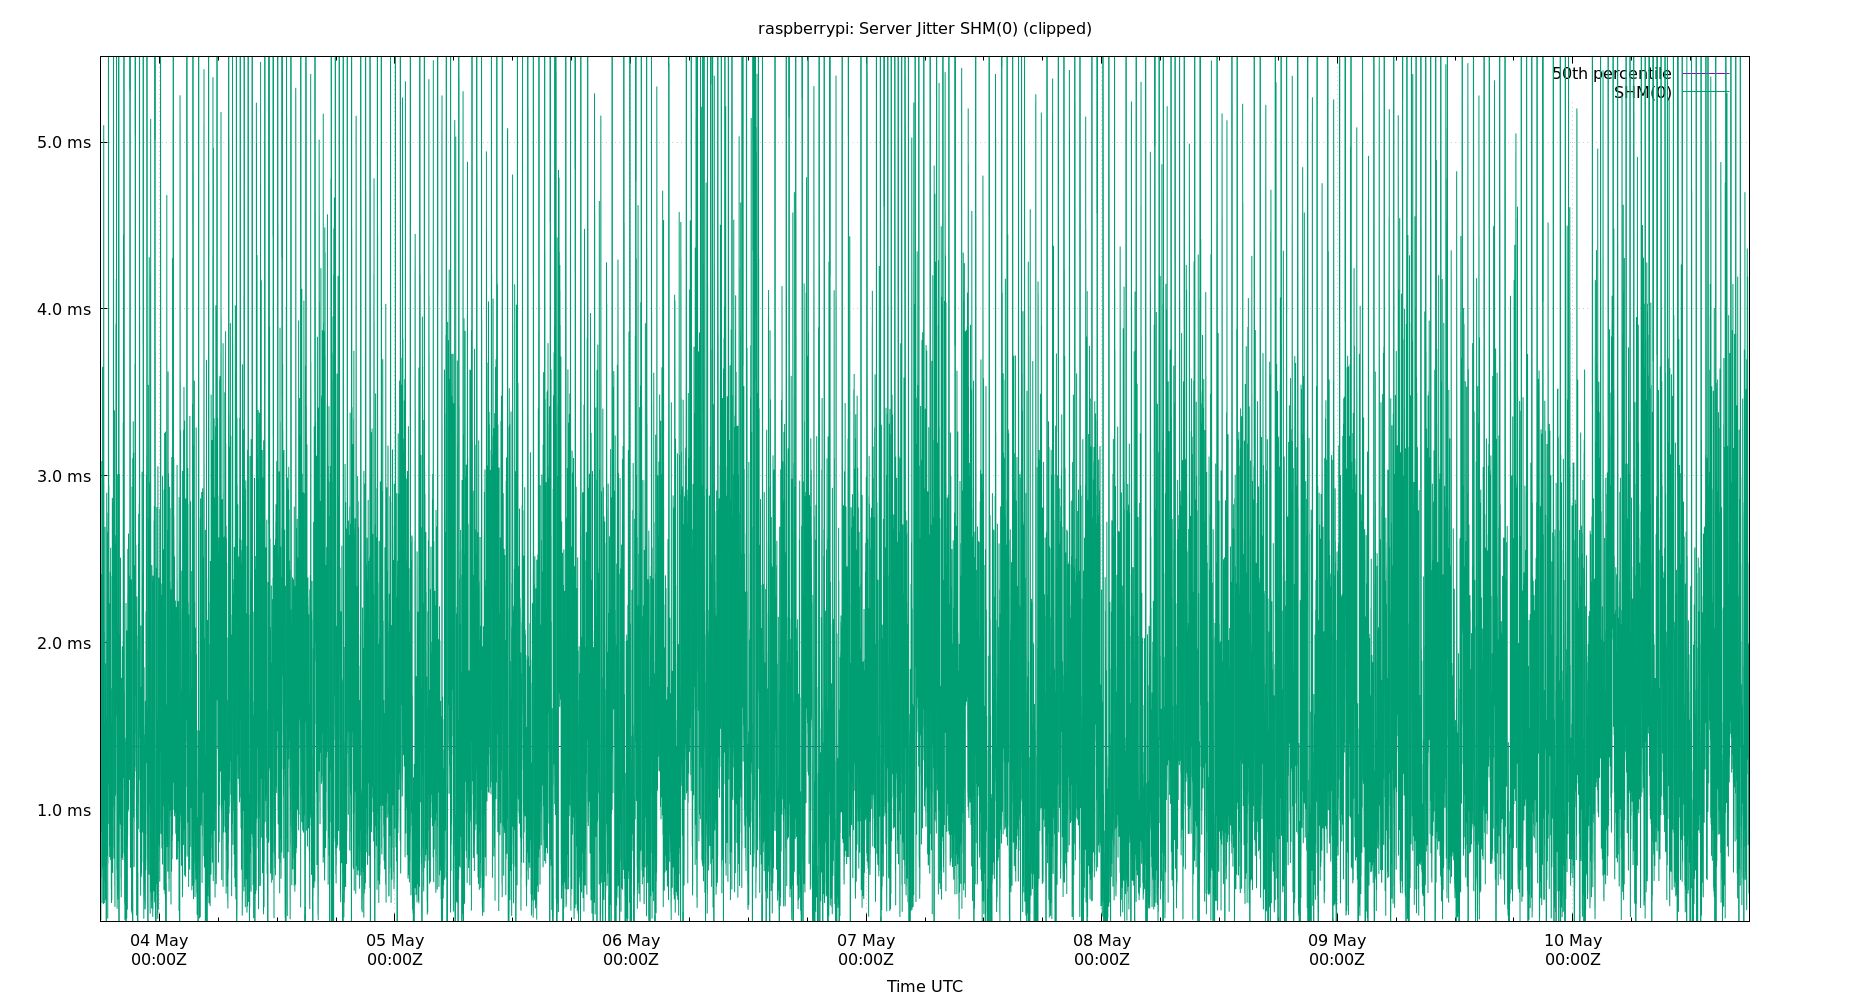 raspberrypi: Server Jitter SHM(0) (clipped)
50th percentile
SHM(0)
5.0 ms
4.0 ms
3.0 ms
2.0 ms
1.0 ms
04 May 05 May 06 May 07 May 08 May 09 May 10 May
00:00Z 00:00Z 00:00Z 00:00Z 00:00Z 00:00Z 00:00Z
Time UTC